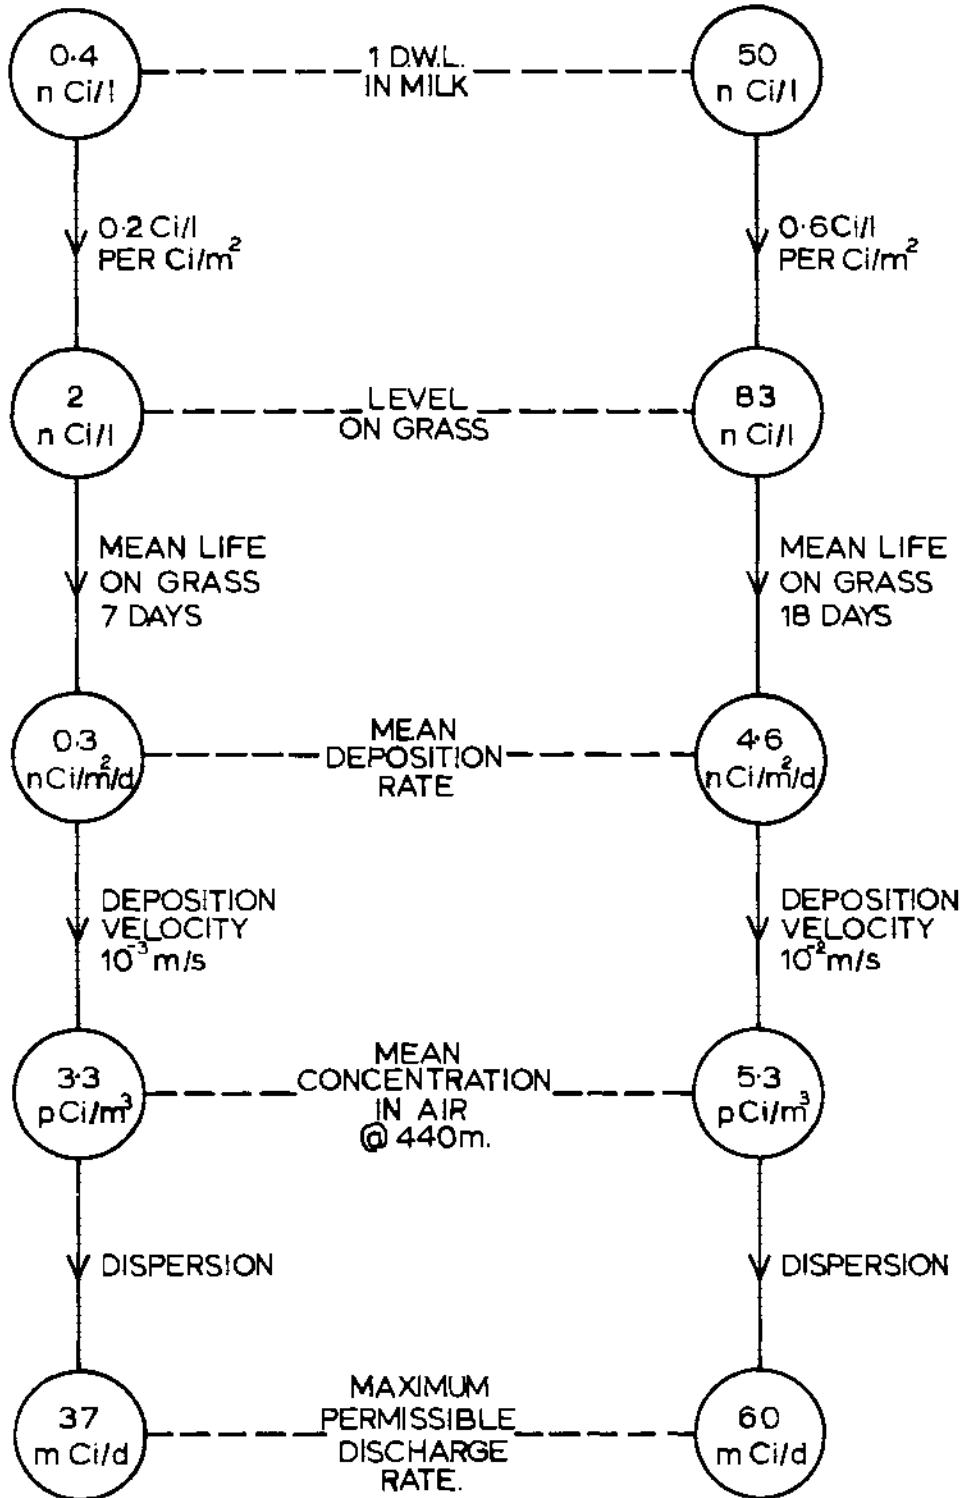 0·4
n Ci/l
1 D.W.L.
IN MILK
50
n Ci/l
0·2 Ci/l
PER Ci/m²
0·6 Ci/l
PER Ci/m²
2
n Ci/l
LEVEL
ON GRASS
83
n Ci/l
MEAN LIFE
ON GRASS
7 DAYS
MEAN LIFE
ON GRASS
18 DAYS
0·3
n Ci/m²/d
MEAN
DEPOSITION
RATE
4·6
n Ci/m²/d
DEPOSITION
VELOCITY
10⁻³ m/s
DEPOSITION
VELOCITY
10⁻² m/s
3·3
p Ci/m³
MEAN
CONCENTRATION
IN AIR
@ 440m.
5·3
p Ci/m³
DISPERSION
DISPERSION
37
m Ci/d
MAXIMUM
PERMISSIBLE
DISCHARGE
RATE.
60
m Ci/d